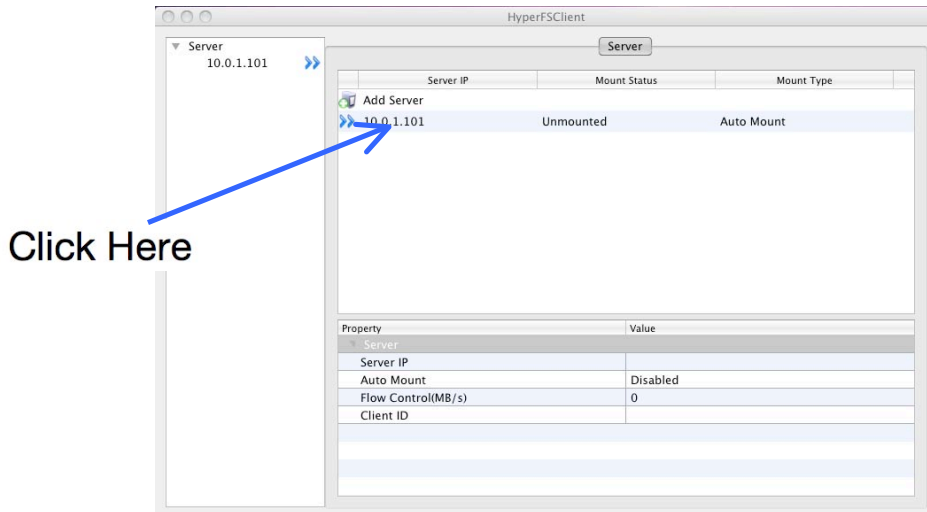 HyperFSClient
Server
10.0.1.101
Server
Server IP Mount Status Mount Type
Add Server
10.0.1.101 Unmounted Auto Mount
Click Here
Property Value
Server
Server IP
Auto Mount Disabled
Flow Control(MB/s) 0
Client ID